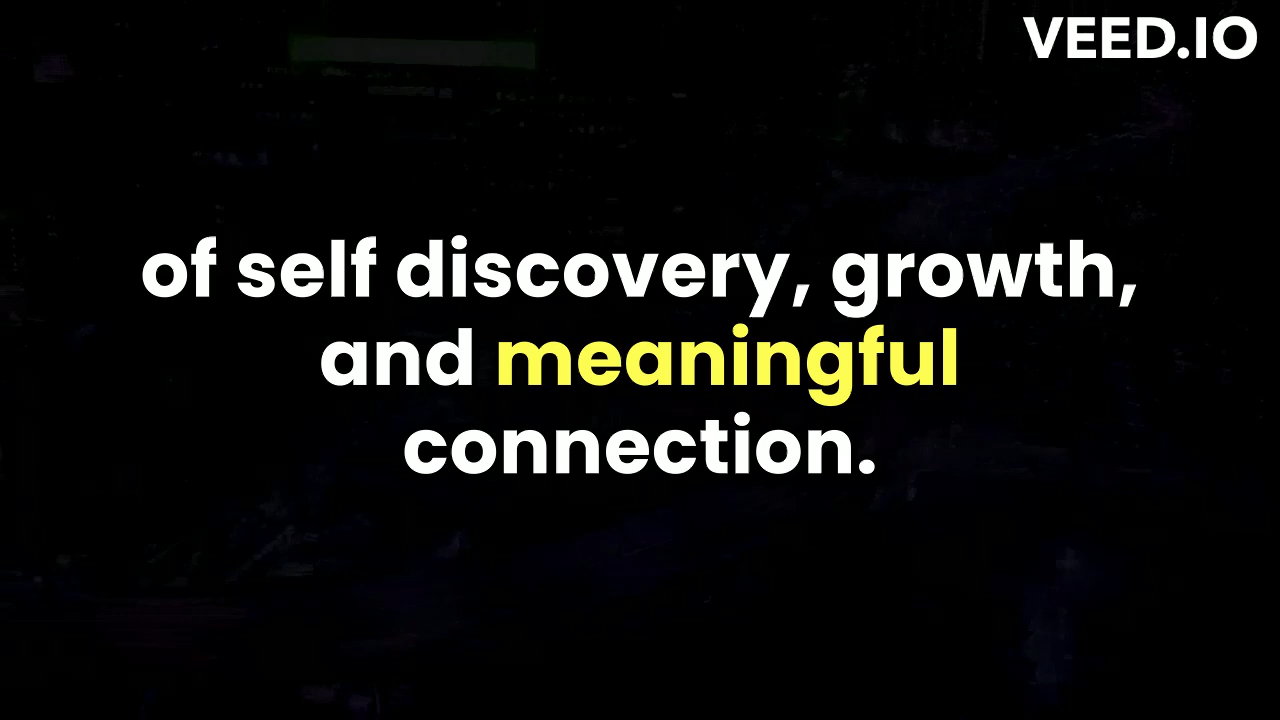 VEED.IO
of self discovery, growth,
and meaningful
connection.